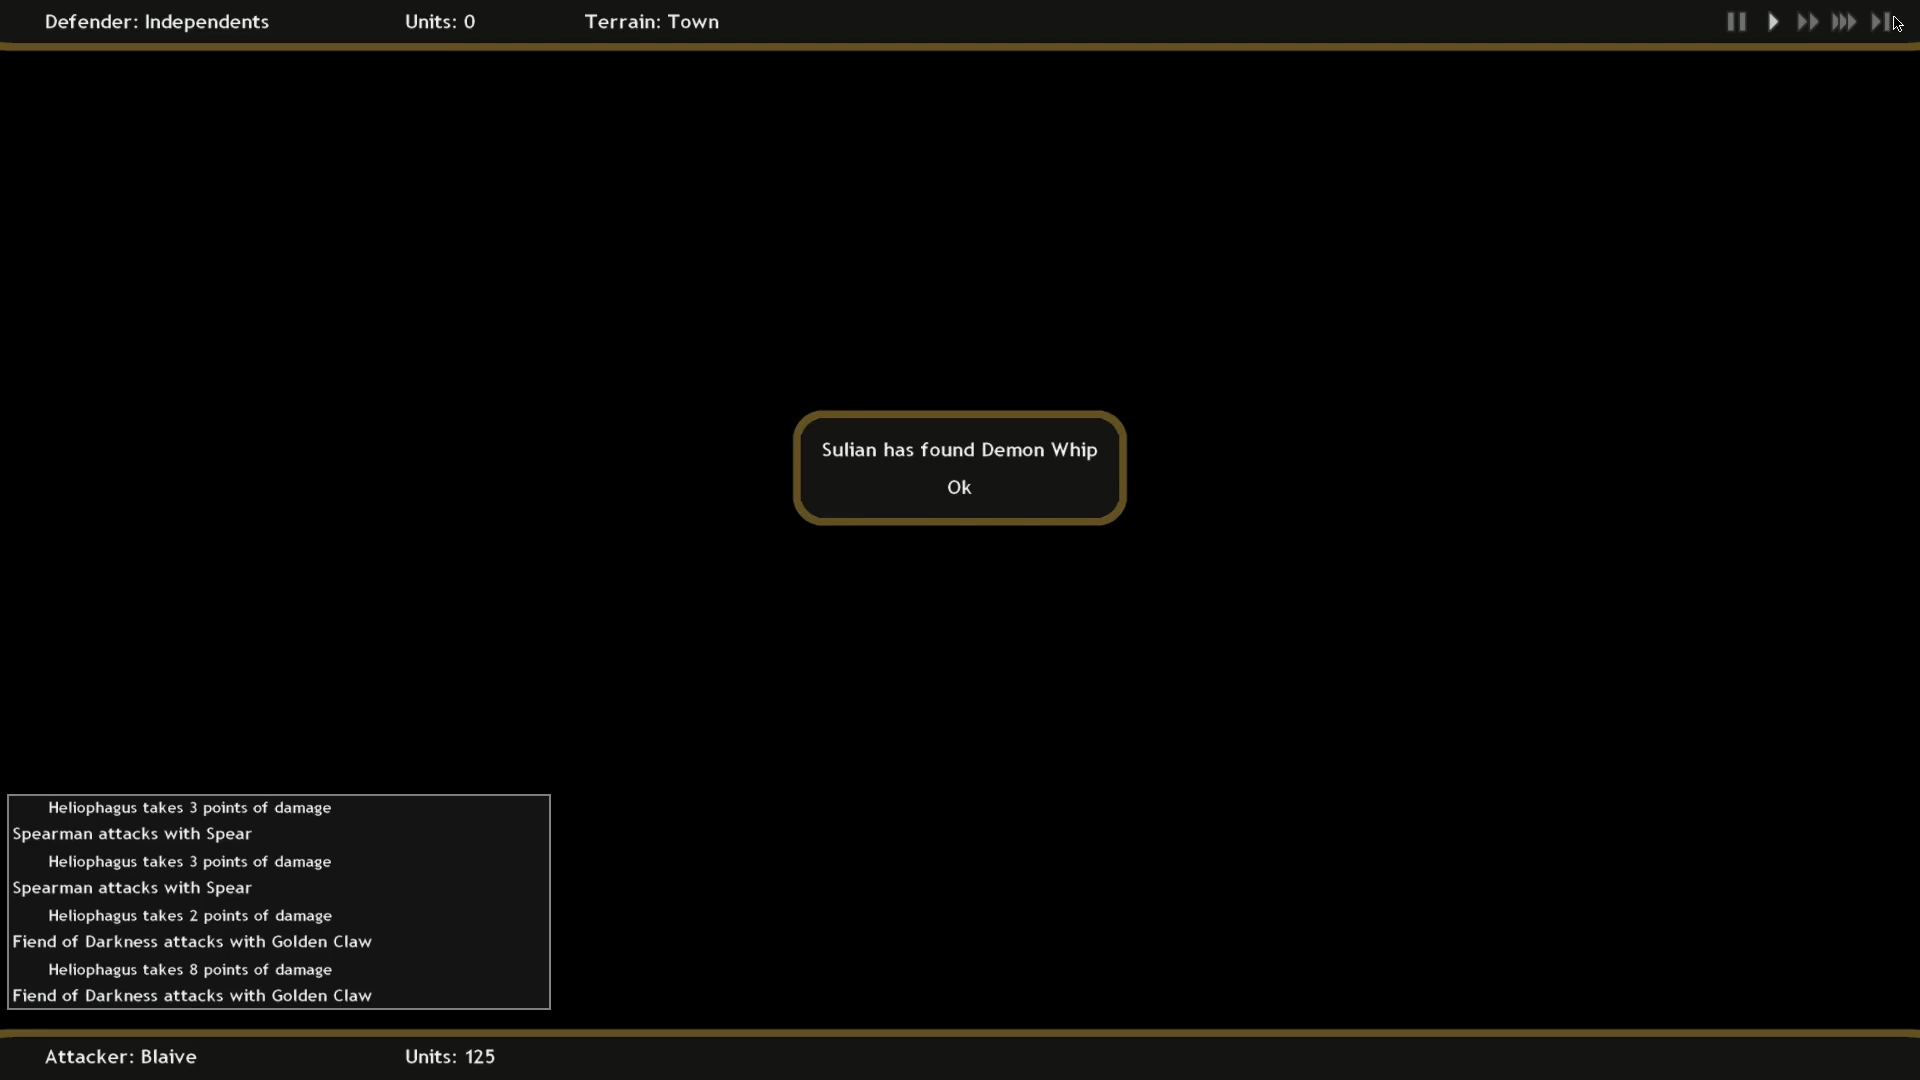 Defender: Independents Units: 0 Terrain: Town
Sulian has found Demon Whip
Ok
Heliophagus takes 3 points of damage
Spearman attacks with Spear
Heliophagus takes 3 points of damage
Spearman attacks with Spear
Heliophagus takes 2 points of damage
Fiend of Darkness attacks with Golden Claw
Heliophagus takes 8 points of damage
Fiend of Darkness attacks with Golden Claw
Attacker: Blaive Units: 125